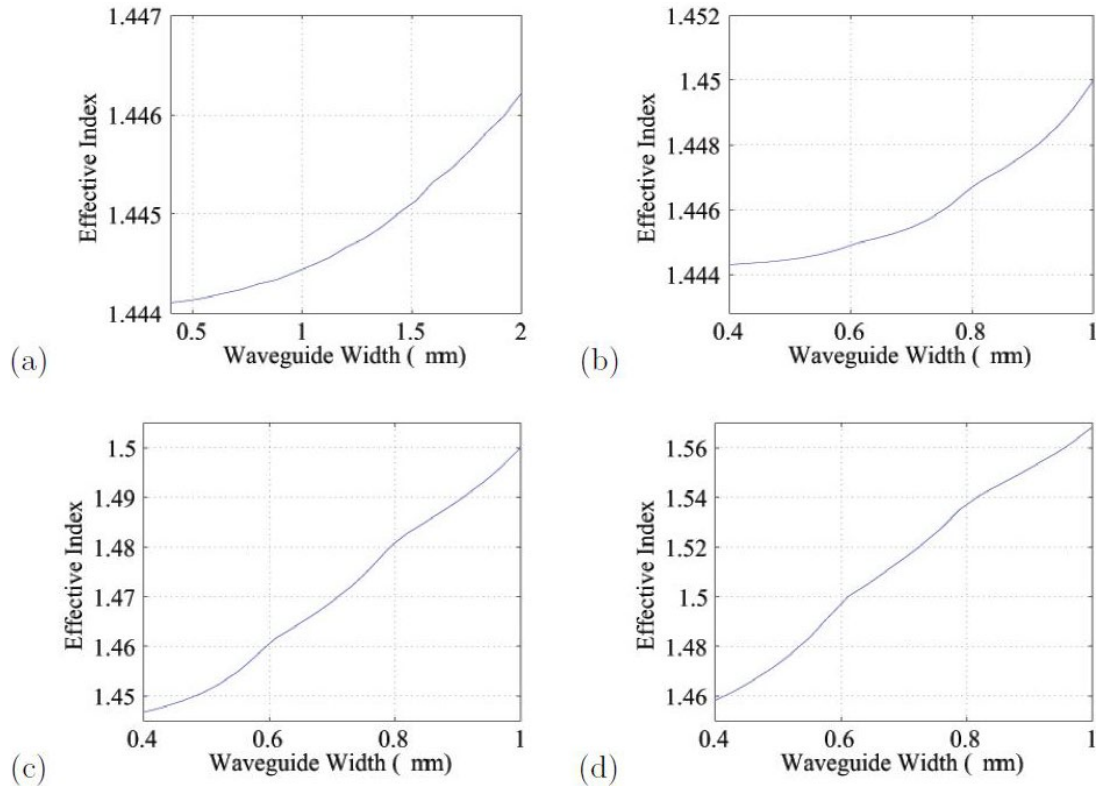 1.447
1.446
1.445
1.444
0.5 1 1.5 2
Effective Index
Waveguide Width ( mm)
(a)
1.452
1.45
1.448
1.446
1.444
0.4 0.6 0.8 1
Effective Index
Waveguide Width ( mm)
(b)
1.5
1.49
1.48
1.47
1.46
1.45
0.4 0.6 0.8 1
Effective Index
Waveguide Width ( mm)
(c)
1.56
1.54
1.52
1.5
1.48
1.46
0.4 0.6 0.8 1
Effective Index
Waveguide Width ( mm)
(d)